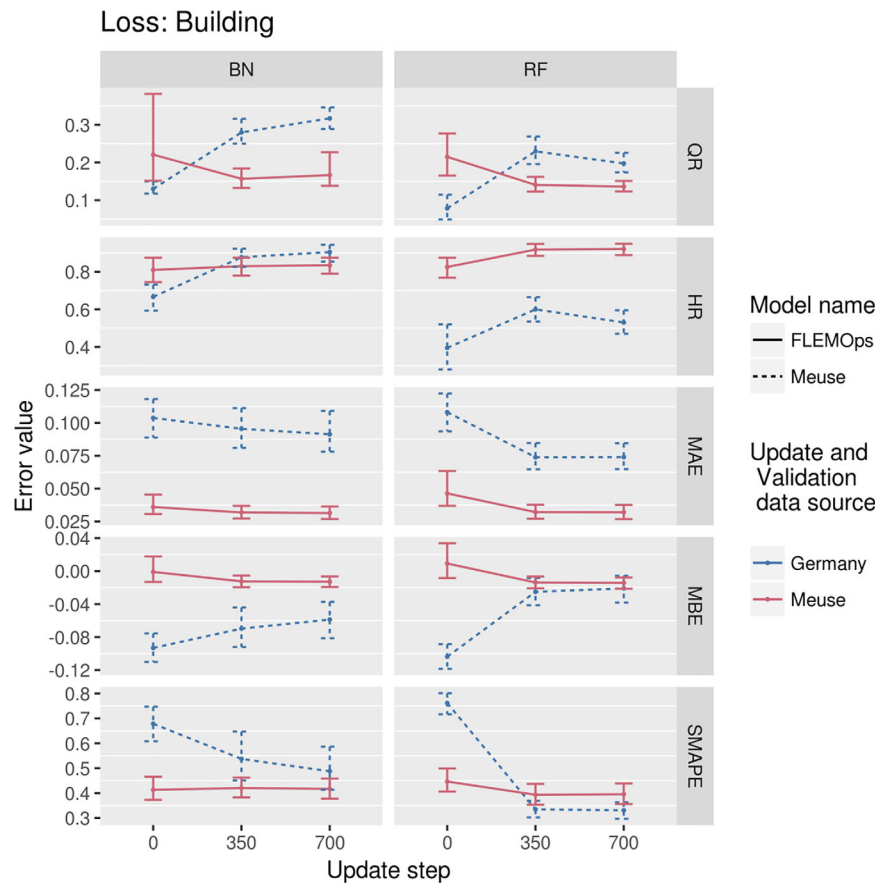 Loss: Building
BN
RF
0.3
0.2
0.1
QR
0.8
0.6
0.4
HR
0.125
0.100
0.075
0.050
0.025
MAE
0.04
0.00
-0.04
-0.08
-0.12
MBE
0.8
0.7
0.6
0.5
0.4
0.3
SMAPE
Error value
0
350
700
0
350
700
Update step
Model name
FLEMOps
Meuse
Update and
Validation
data source
Germany
Meuse